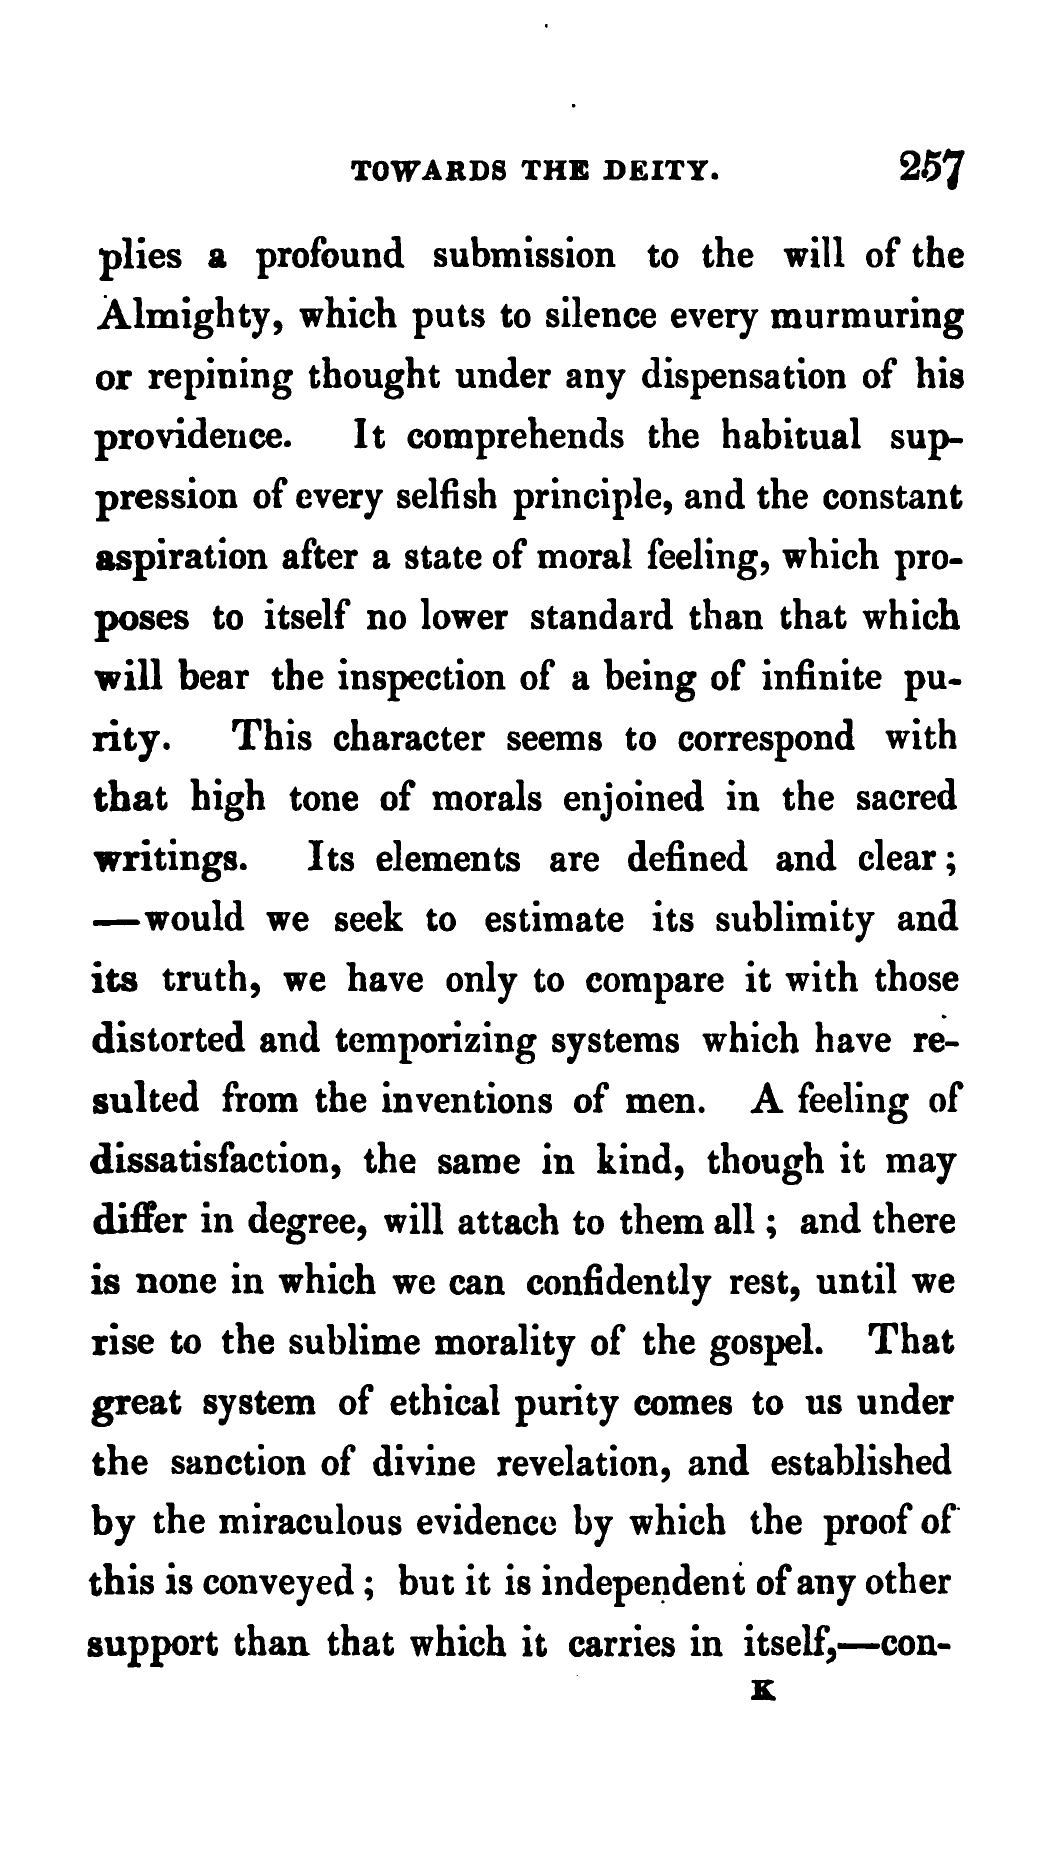 TOWARDS THE DEITY. 257
plies a profound submission to the will of the
Almighty, which puts to silence every murmuring
or repining thought under any dispensation of his
providence. It comprehends the habitual sup-
pression of every selfish principle, and the constant
aspiration after a state of moral feeling, which pro-
poses to itself no lower standard than that which
will bear the inspection of a being of infinite pu-
rity. This character seems to correspond with
that high tone of morals enjoined in the sacred
writings. Its elements are defined and clear;
—would we seek to estimate its sublimity and
its truth, we have only to compare it with those
distorted and temporizing systems which have re-
sulted from the inventions of men. A feeling of
dissatisfaction, the same in kind, though it may
differ in degree, will attach to them all; and there
is none in which we can confidently rest, until we
rise to the sublime morality of the gospel. That
great system of ethical purity comes to us under
the sanction of divine revelation, and established
by the miraculous evidence by which the proof of
this is conveyed; but it is independent of any other
support than that which it carries in itself,—con-
K